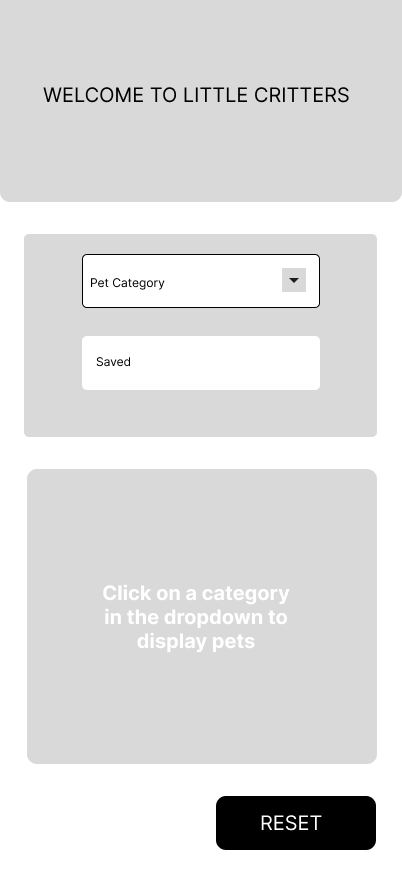 WELCOME TO LITTLE CRITTERS
Pet Category
Saved
Click on a category
in the dropdown to
display pets
RESET